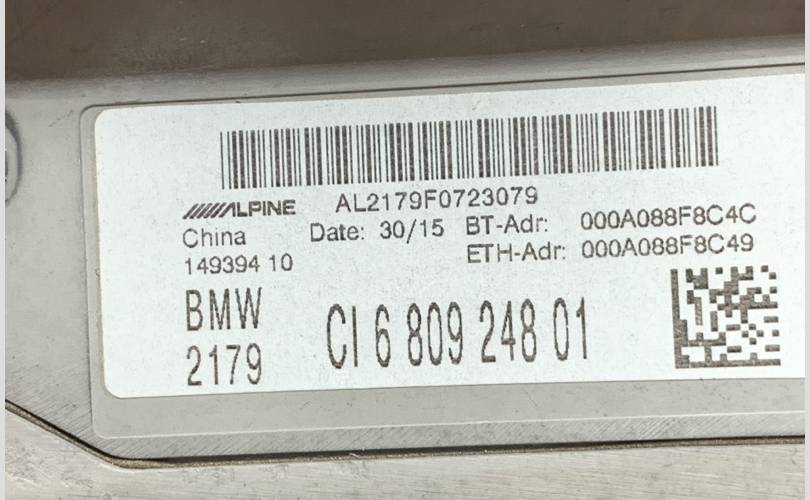 ALPINE AL2179F0723079
China Date: 30/15 BT-Adr: 000A088F8C4C
149394 10 ETH-Adr: 000A088F8C49
BMW
2179 CI 6 809 248 01